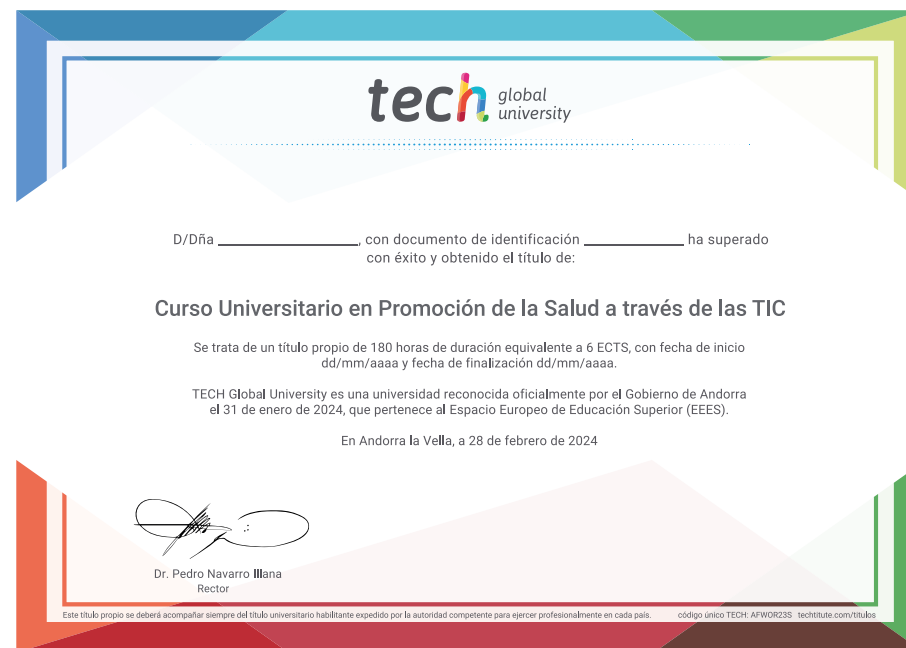 tech global university
D/Dña ____________________, con documento de identificación ______________ ha superado
con éxito y obtenido el título de:
Curso Universitario en Promoción de la Salud a través de las TIC
Se trata de un título propio de 180 horas de duración equivalente a 6 ECTS, con fecha de inicio
dd/mm/aaaa y fecha de finalización dd/mm/aaaa.
TECH Global University es una universidad reconocida oficialmente por el Gobierno de Andorra
el 31 de enero de 2024, que pertenece al Espacio Europeo de Educación Superior (EEES).
En Andorra la Vella, a 28 de febrero de 2024
Dr. Pedro Navarro Illana
Rector
Este título propio se deberá acompañar siempre del título universitario habilitante expedido por la autoridad competente para ejercer profesionalmente en cada país. código único TECH: AFWOR23S techtitute.com/titulos